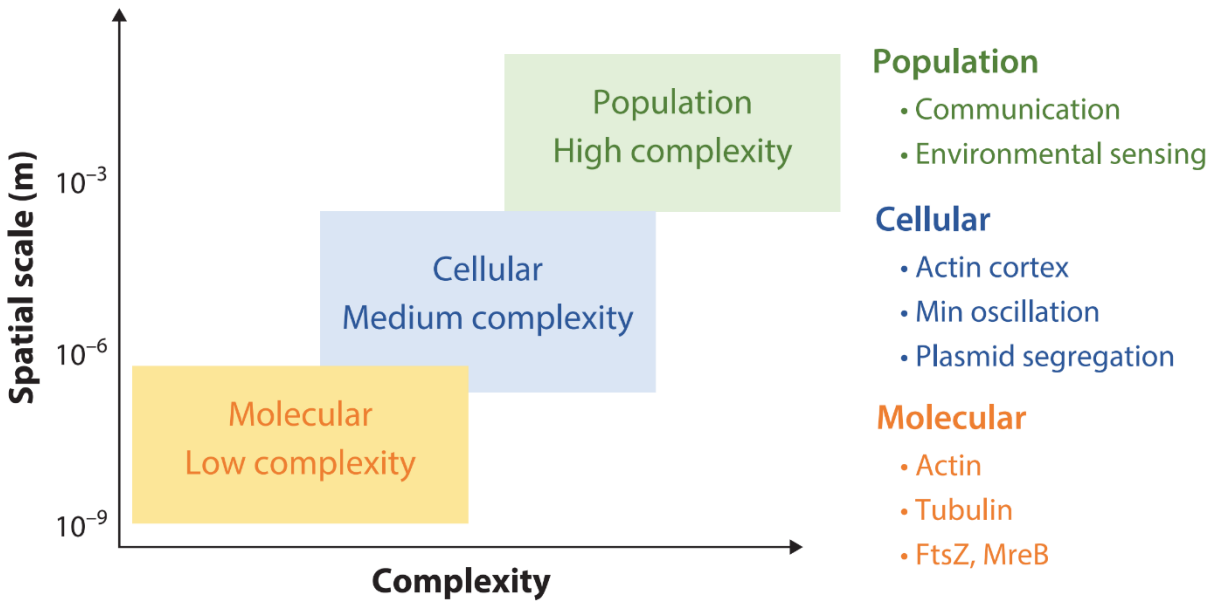 Spatial scale (m)
10⁻³
10⁻⁶
10⁻⁹
Population
High complexity
Cellular
Medium complexity
Molecular
Low complexity
Complexity
Population
• Communication
• Environmental sensing
Cellular
• Actin cortex
• Min oscillation
• Plasmid segregation
Molecular
• Actin
• Tubulin
• FtsZ, MreB